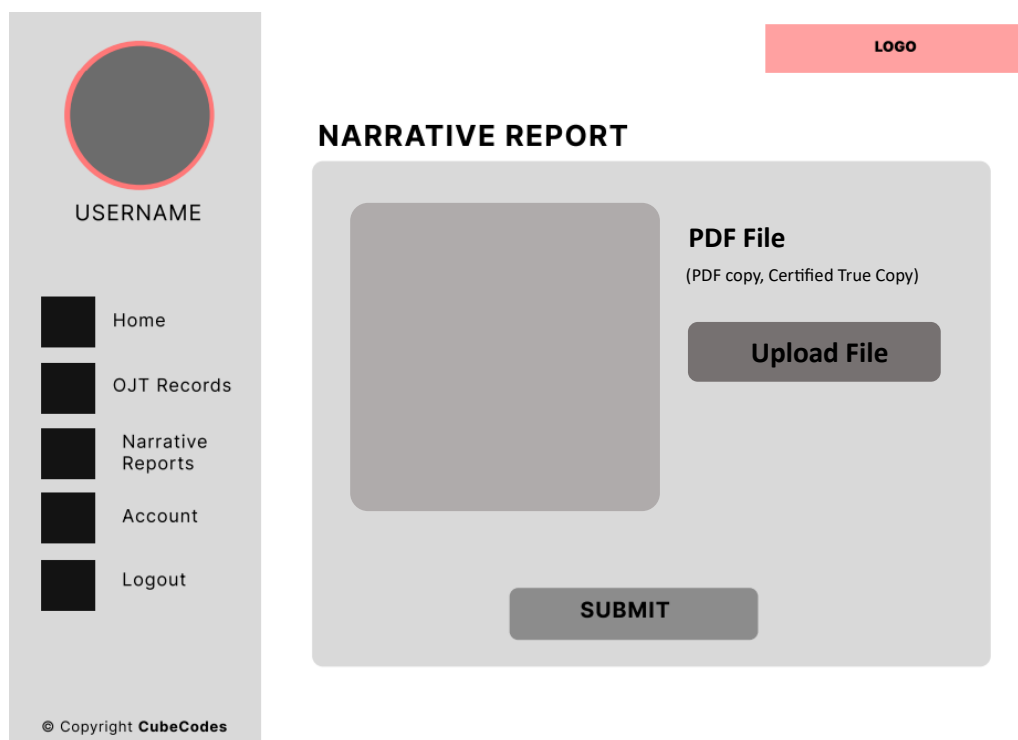 LOGO
NARRATIVE REPORT
USERNAME
Home
OJT Records
Narrative
Reports
Account
Logout
© Copyright CubeCodes
PDF File
(PDF copy, Certified True Copy)
Upload File
SUBMIT